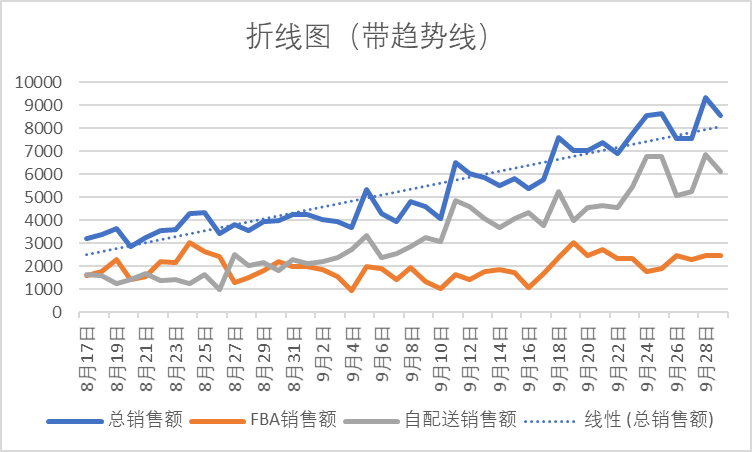 折线图（带趋势线）
10000
9000
8000
7000
6000
5000
4000
3000
2000
1000
0
8月17日
8月19日
8月21日
8月23日
8月25日
8月27日
8月29日
8月31日
9月2日
9月4日
9月6日
9月8日
9月10日
9月12日
9月14日
9月16日
9月18日
9月20日
9月22日
9月24日
9月26日
9月28日
总销售额 FBA销售额 自配送销售额 线性 (总销售额)